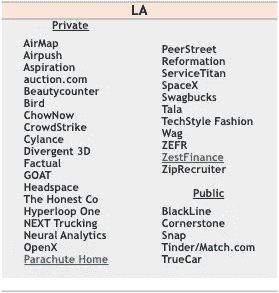 LA
Private
AirMap
Airpush
Aspiration
auction.com
Beautycounter
Bird
ChowNow
CrowdStrike
Cylance
Divergent 3D
Factual
GOAT
Headspace
The Honest Co
Hyperloop One
NEXT Trucking
Neural Analytics
OpenX
Parachute Home
PeerStreet
Reformation
ServiceTitan
SpaceX
Swagbucks
Tala
TechStyle Fashion
Wag
ZEFR
ZestFinance
ZipRecruiter
Public
BlackLine
Cornerstone
Snap
Tinder/Match.com
TrueCar